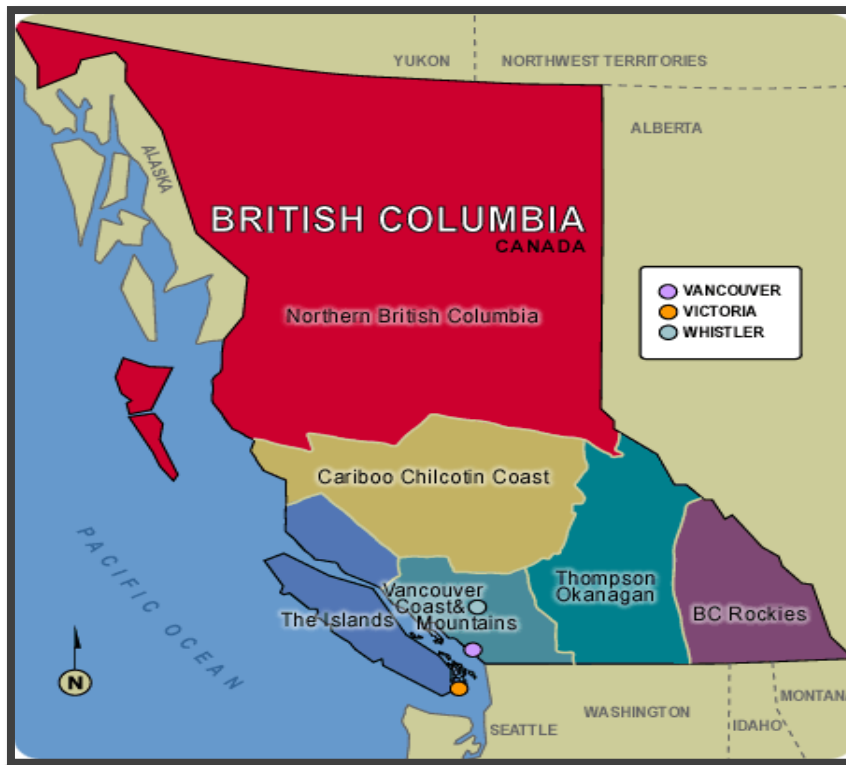 YUKON
NORTHWEST TERRITORIES
ALBERTA
ALASKA
BRITISH COLUMBIA
CANADA
VANCOUVER
VICTORIA
WHISTLER
Northern British Columbia
Cariboo Chilcotin Coast
PACIFIC OCEAN
Vancouver
Coast&
Mountains
Thompson
Okanagan
The Islands
BC Rockies
N
SEATTLE
WASHINGTON
IDAHO
MONTANA